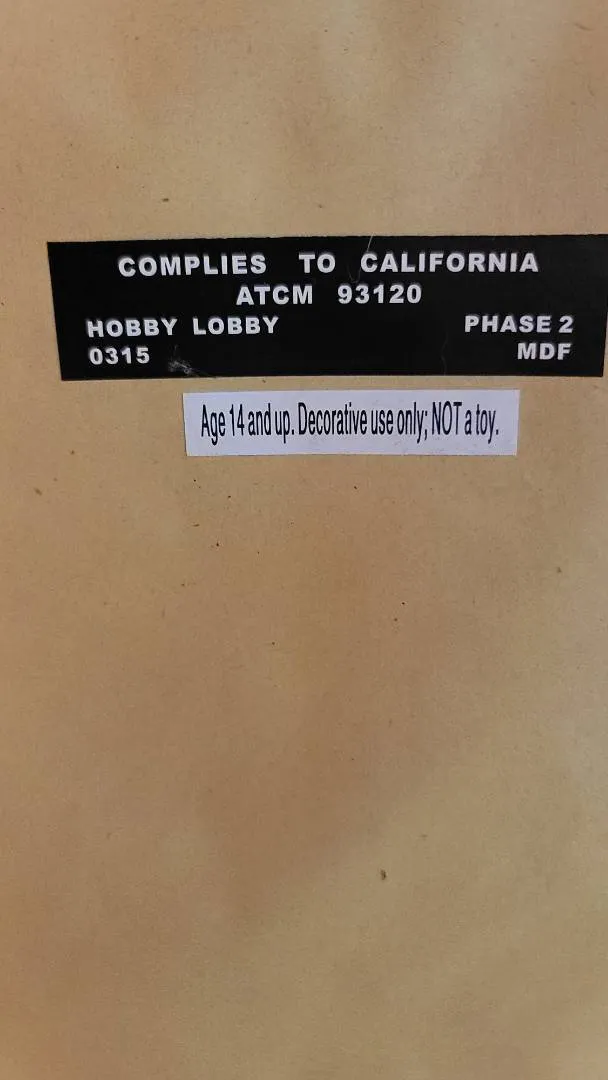 COMPLIES TO CALIFORNIA
ATCM 93120
HOBBY LOBBY PHASE 2
0315 MDF
Age 14 and up. Decorative use only; NOT a toy.